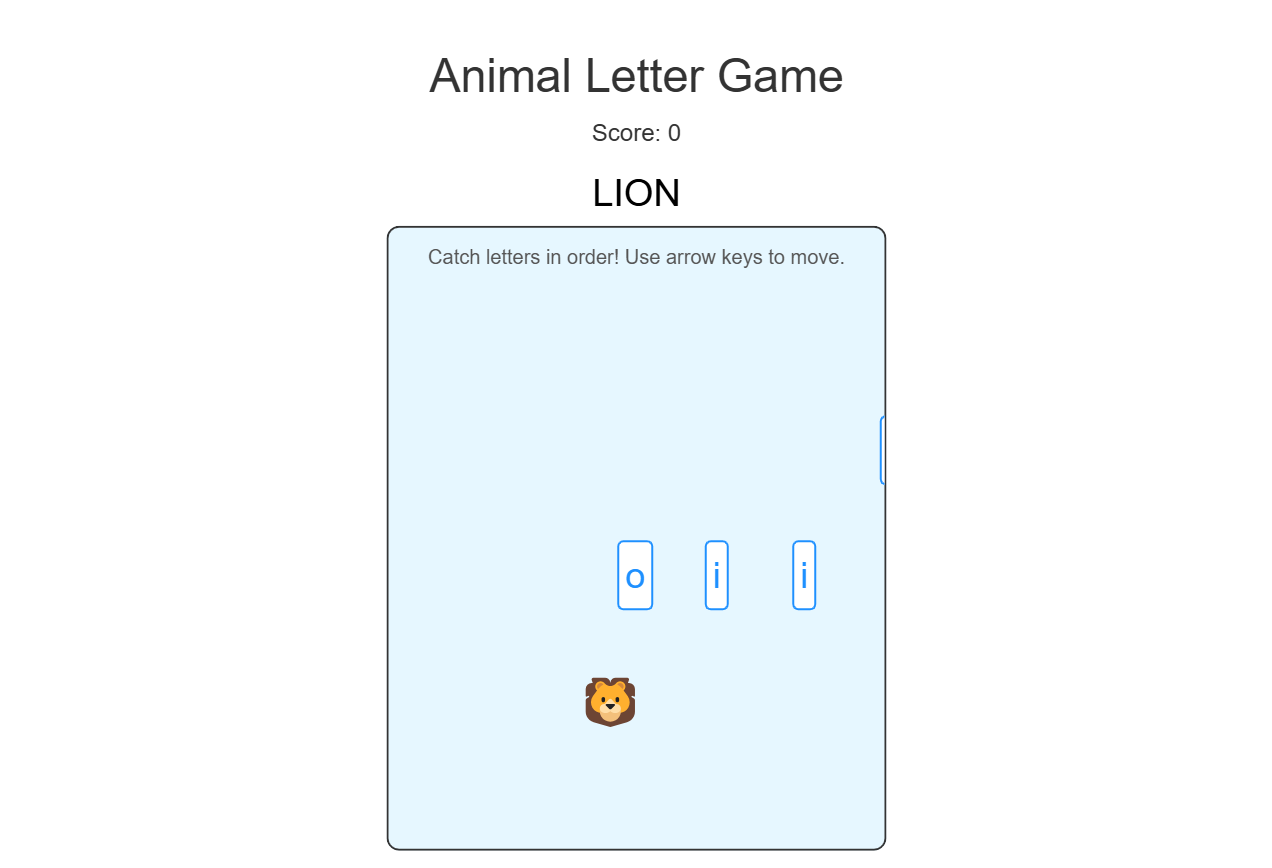 Animal Letter Game
Score: 0
LION
Catch letters in order! Use arrow keys to move.
o i i